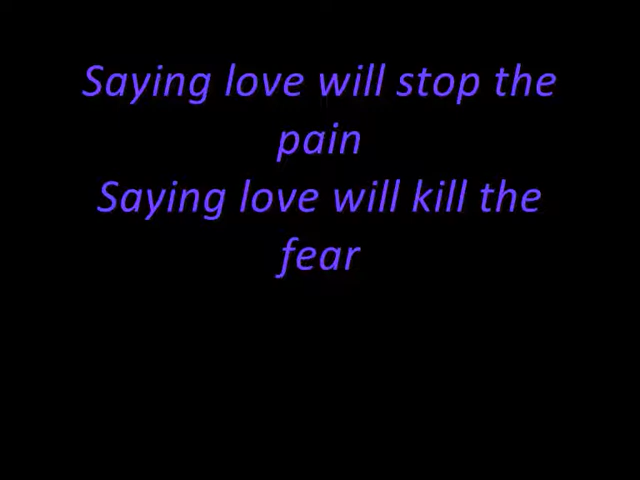 Saying love will stop the
pain
Saying love will kill the
fear